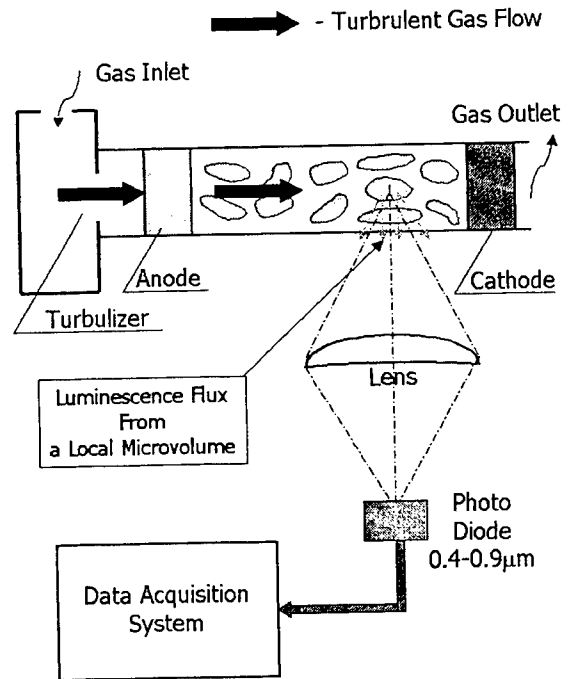 - Turbrulent Gas Flow
Gas Inlet
Gas Outlet
Anode
Cathode
Turbulizer
Lens
Luminescence Flux
From
a Local Microvolume
Photo
Diode
0.4-0.9µm
Data Acquisition
System